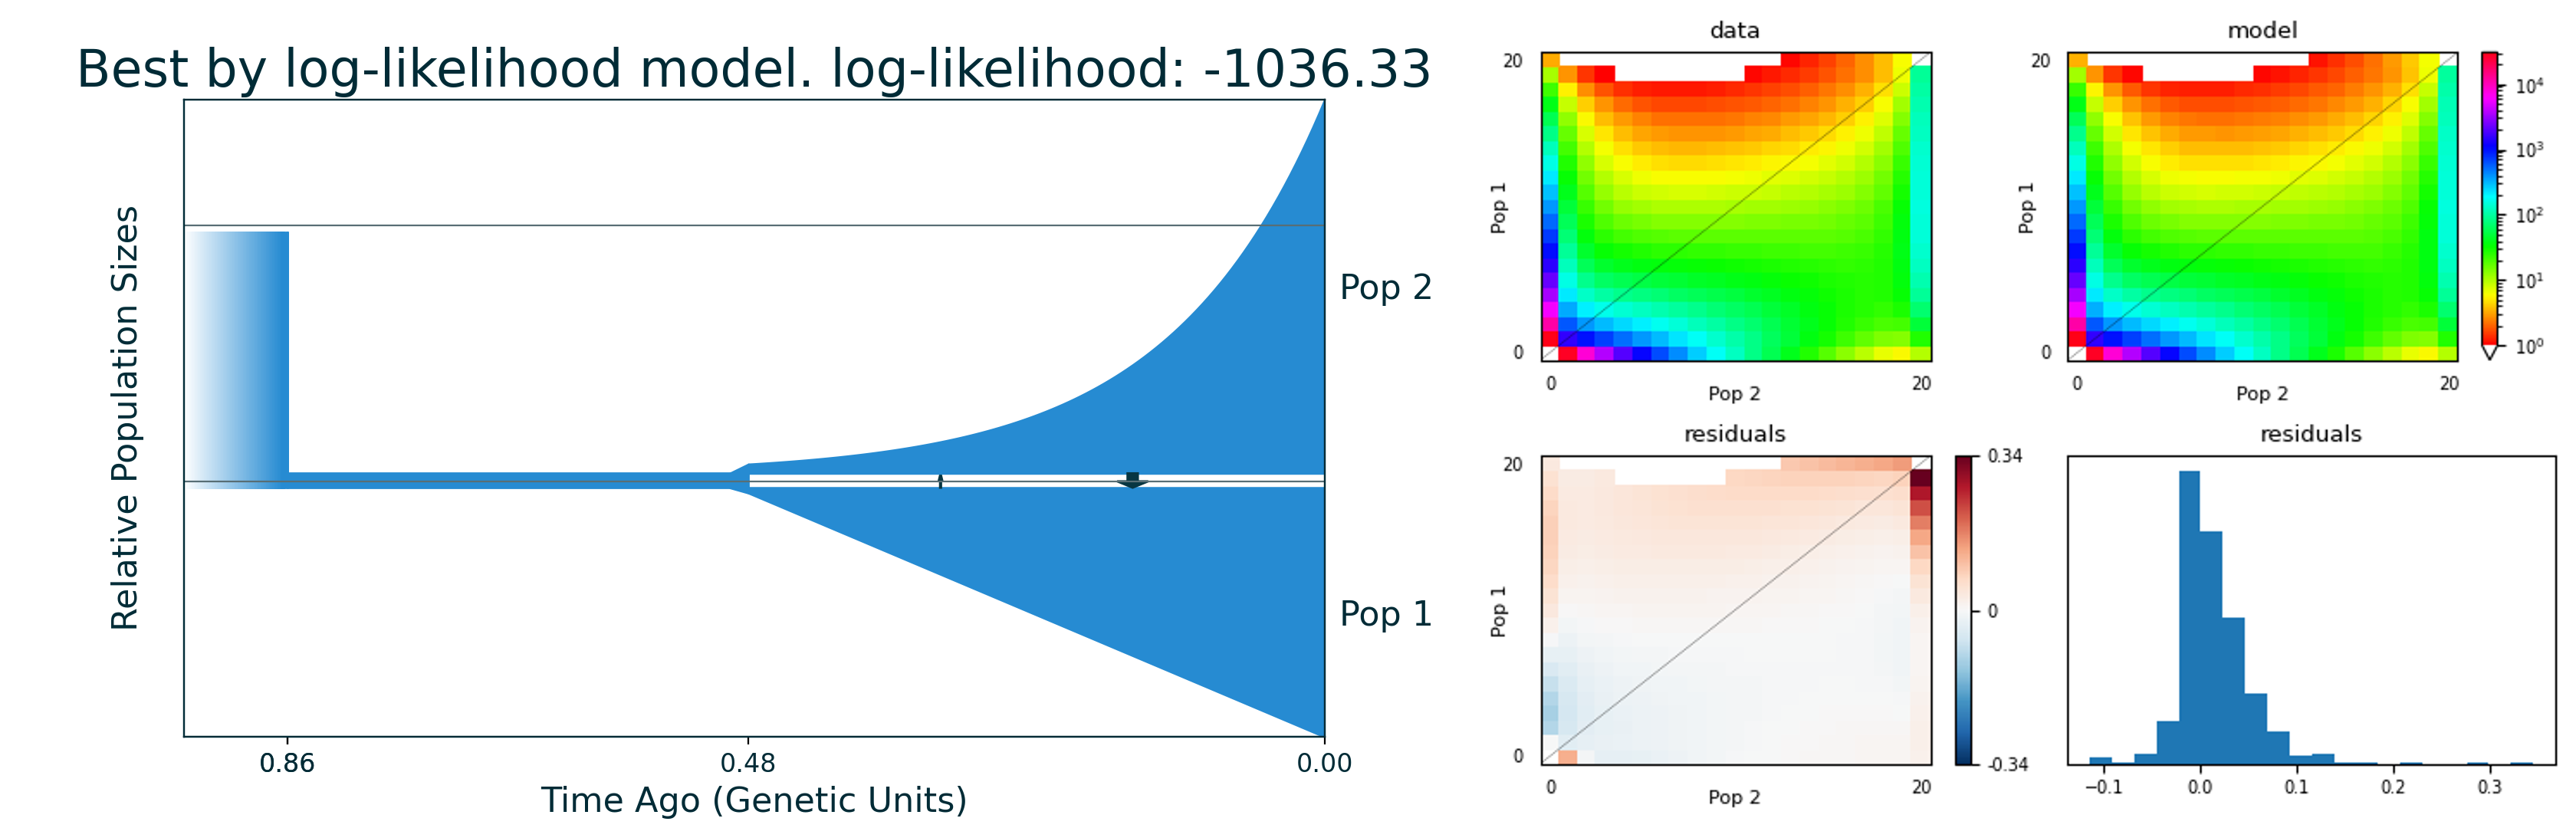 Best by log-likelihood model. log-likelihood: -1036.33
Relative Population Sizes
Pop 2
Pop 1
0.86
0.48
0.00
Time Ago (Genetic Units)
data
20
Pop 1
0
0
20
Pop 2
model
20
Pop 1
0
0
20
Pop 2
10⁴
10³
10²
10¹
10⁰
residuals
20
Pop 1
0
0
20
Pop 2
0.34
0
-0.34
residuals
−0.1
0.0
0.1
0.2
0.3